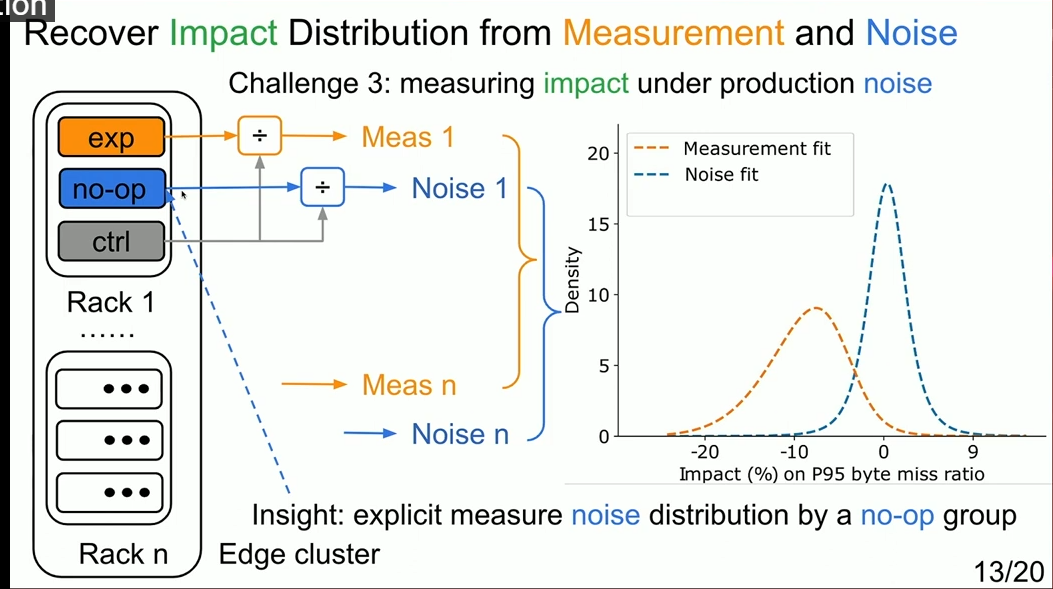 tion
Recover Impact Distribution from Measurement and Noise
Challenge 3: measuring impact under production noise
exp
÷
Meas 1
no-op
÷
Noise 1
ctrl
Rack 1
......
Meas n
Noise n
Rack n
Edge cluster
Measurement fit
Noise fit
Density
20
15
10
5
0
-20
-10
0
9
Impact (%) on P95 byte miss ratio
Insight: explicit measure noise distribution by a no-op group
13/20